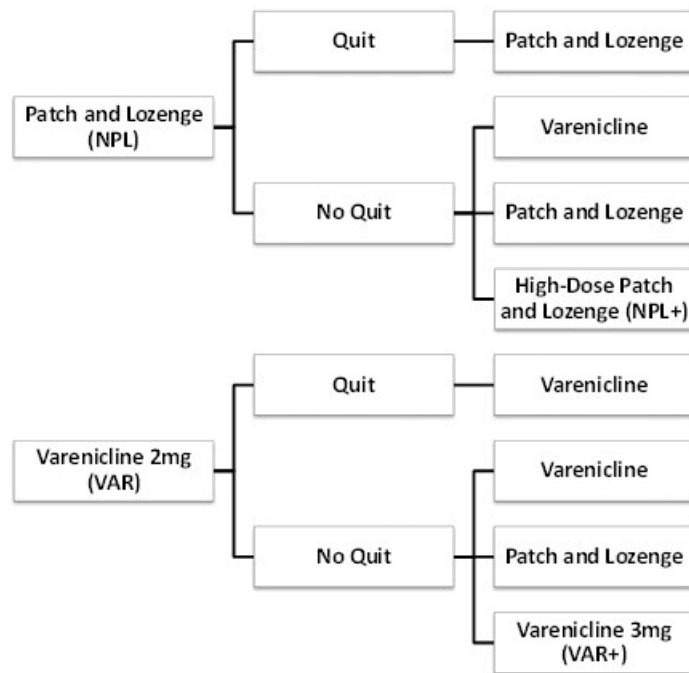 Quit
Patch and Lozenge
Patch and Lozenge
(NPL)
Varenicline
No Quit
Patch and Lozenge
High-Dose Patch
and Lozenge (NPL+)
Quit
Varenicline
Varenicline 2mg
(VAR)
Varenicline
No Quit
Patch and Lozenge
Varenicline 3mg
(VAR+)